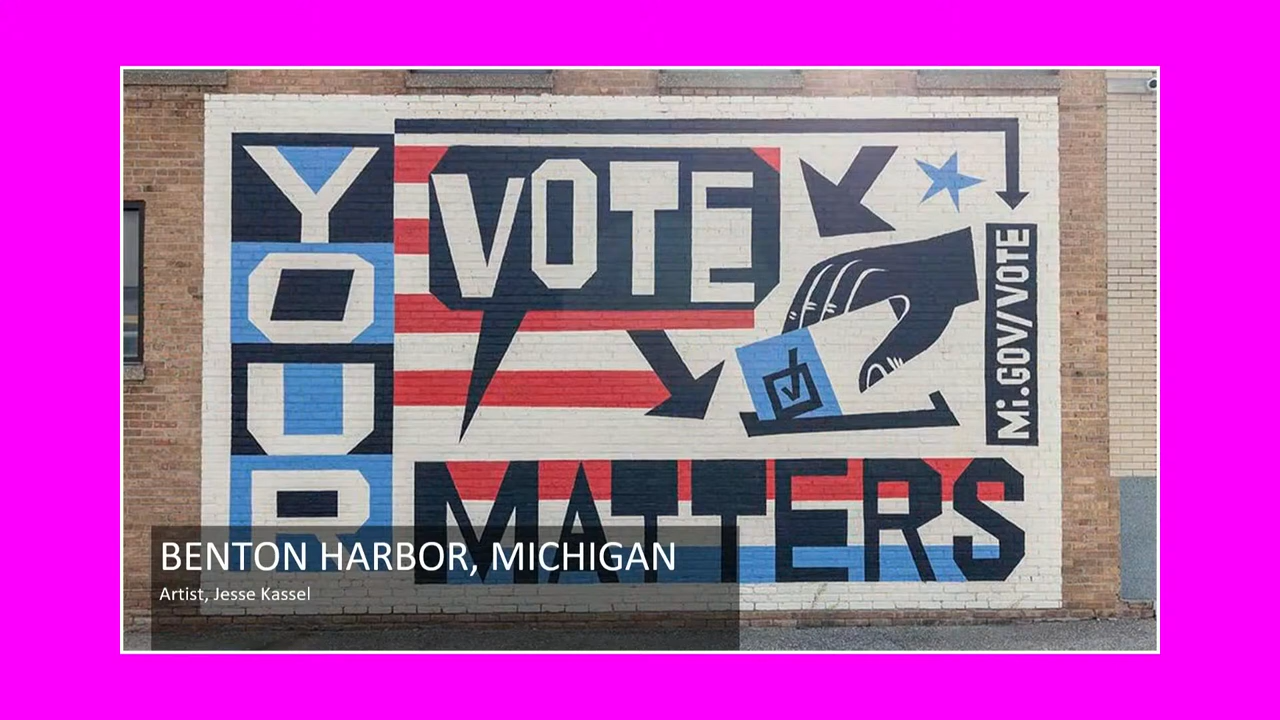 YOUR
VOTE
MATTERS
Mi.GOV/VOTE
BENTON HARBOR, MICHIGAN
Artist, Jesse Kassel